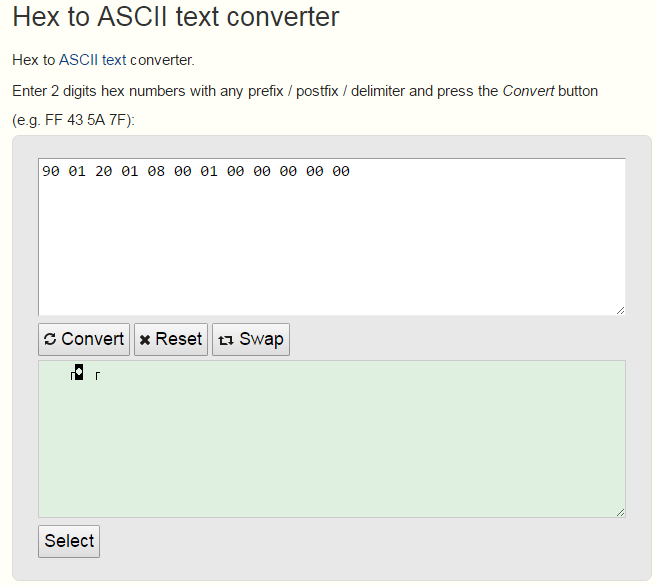 Hex to ASCII text converter
Hex to ASCII text converter.
Enter 2 digits hex numbers with any prefix / postfix / delimiter and press the Convert button
(e.g. FF 43 5A 7F):
90 01 20 01 08 00 01 00 00 00 00 00
Convert Reset Swap
Select